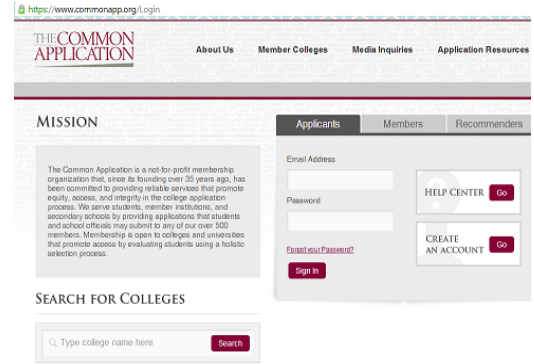 https://www.commonapp.org/Login
THE COMMON
APPLICATION
About Us Member Colleges Media Inquiries Application Resources
MISSION
The Common Application is a not-for-profit membership
organization that, since its founding over 35 years ago, has
been committed to providing reliable services that promote
equity, access, and integrity in the college application
process. We serve students, member institutions, and
secondary schools by providing applications that students
and school officials may submit to any of our over 500
members. Membership is open to colleges and universities
that promote access by evaluating students using a holistic
selection process.
SEARCH FOR COLLEGES
Type college name here Search
Applicants Members Recommenders
Email Address
Password
Forgot your Password?
Sign In
HELP CENTER Go
CREATE
AN ACCOUNT Go